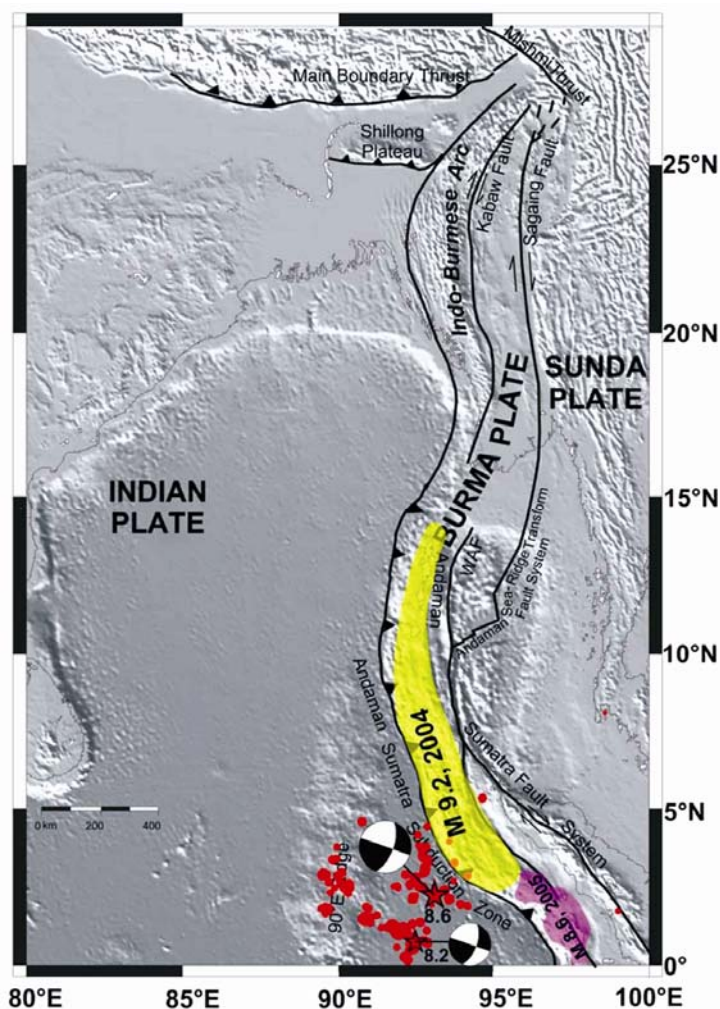 Mishmi Thrust
Main Boundary Thrust
Shillong
Plateau
Indo-Burmese Arc
Kabaw Fault
Sagaing Fault
25°N
20°N
SUNDA
PLATE
BURMA PLATE
INDIAN
PLATE
15°N
WAF
Andaman
Andaman Sea-Ridge Transform
Fault System
10°N
Andaman Sumatra Subduction Zone
M 9.2, 2004
Sumatra Fault System
5°N
0 km 200 400
90°E Ridge
8.6
8.2
M 8.6, 2005
0°
80°E 85°E 90°E 95°E 100°E